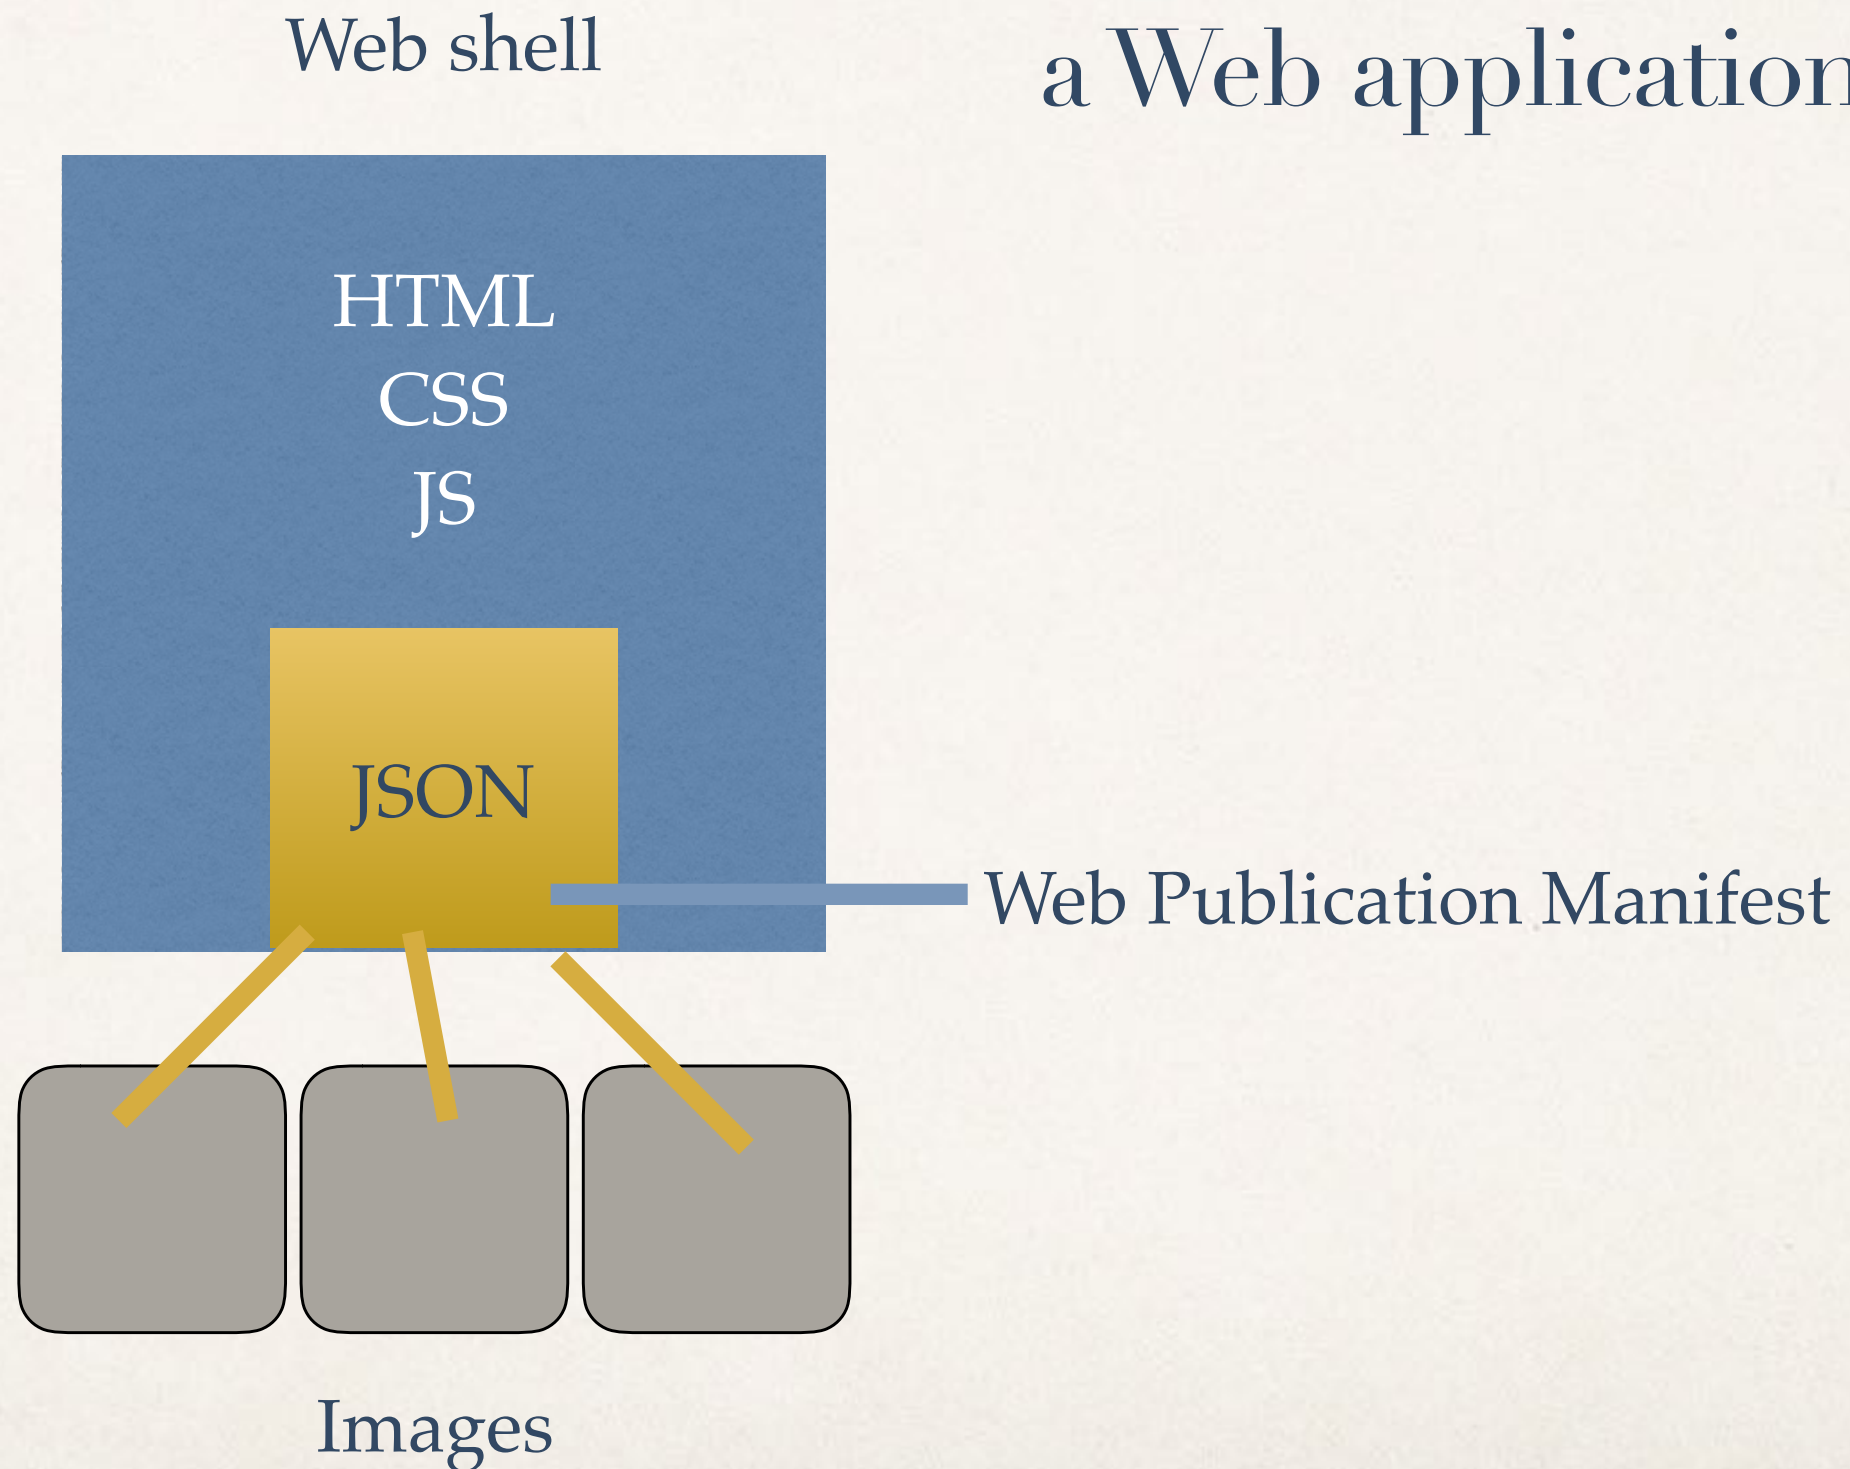 Web shell
a Web application
HTML
CSS
JS
JSON
Web Publication Manifest
Images